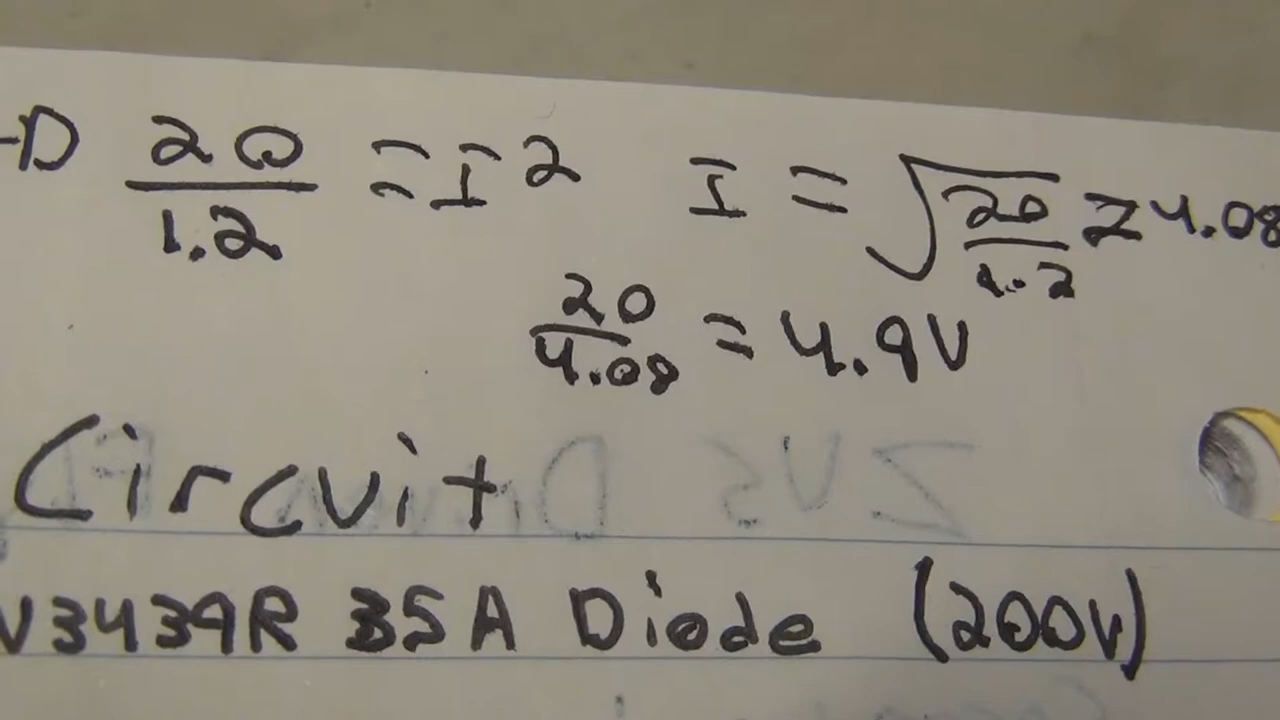 -D 20/1.2 = I² I = √20/1.2 ≥ 4.08
20/4.08 = 4.9V
Circuit
V3439R 35A Diode (200V)